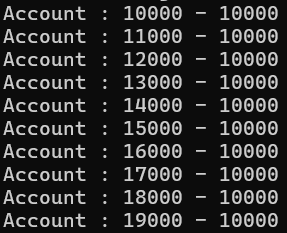 Account : 10000 - 10000
Account : 11000 - 10000
Account : 12000 - 10000
Account : 13000 - 10000
Account : 14000 - 10000
Account : 15000 - 10000
Account : 16000 - 10000
Account : 17000 - 10000
Account : 18000 - 10000
Account : 19000 - 10000